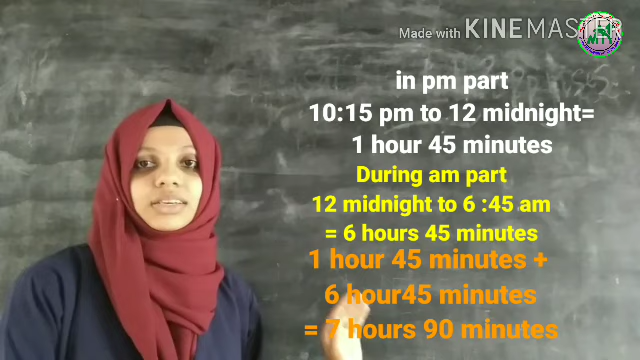 Made with KINEMASTER
MTV
in pm part
10:15 pm to 12 midnight=
1 hour 45 minutes
During am part
12 midnight to 6 :45 am
= 6 hours 45 minutes
1 hour 45 minutes +
6 hour45 minutes
= 7 hours 90 minutes